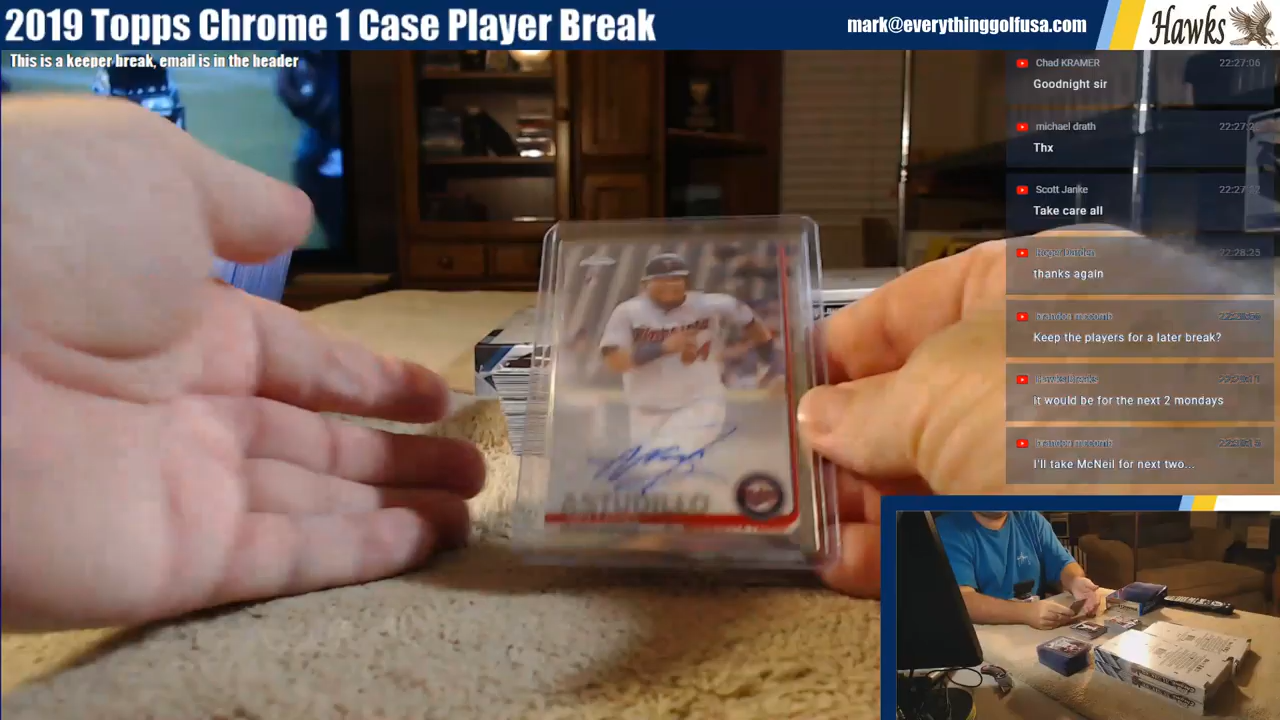 2019 Topps Chrome 1 Case Player Break
mark@everythinggolfusa.com
Hawks
This is a keeper break, email is in the header
Chad KRAMER 22:27:06
Goodnight sir
michael drath
Thx
Scott Janke
Take care all
thanks again
Keep the players for a later break?
It would be for the next 2 mondays
I'll take McNeil for next two...
ASTUDILLO